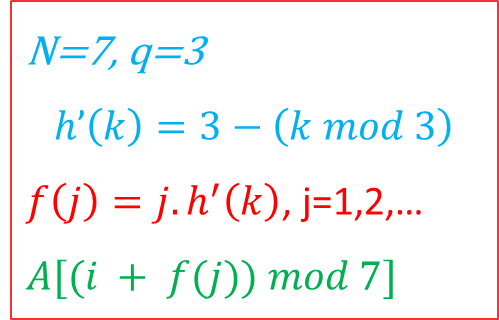 N=7, q=3
h’(k) = 3 − (k mod 3)
f(j) = j.h′(k), j=1,2,…
A[(i + f(j)) mod 7]